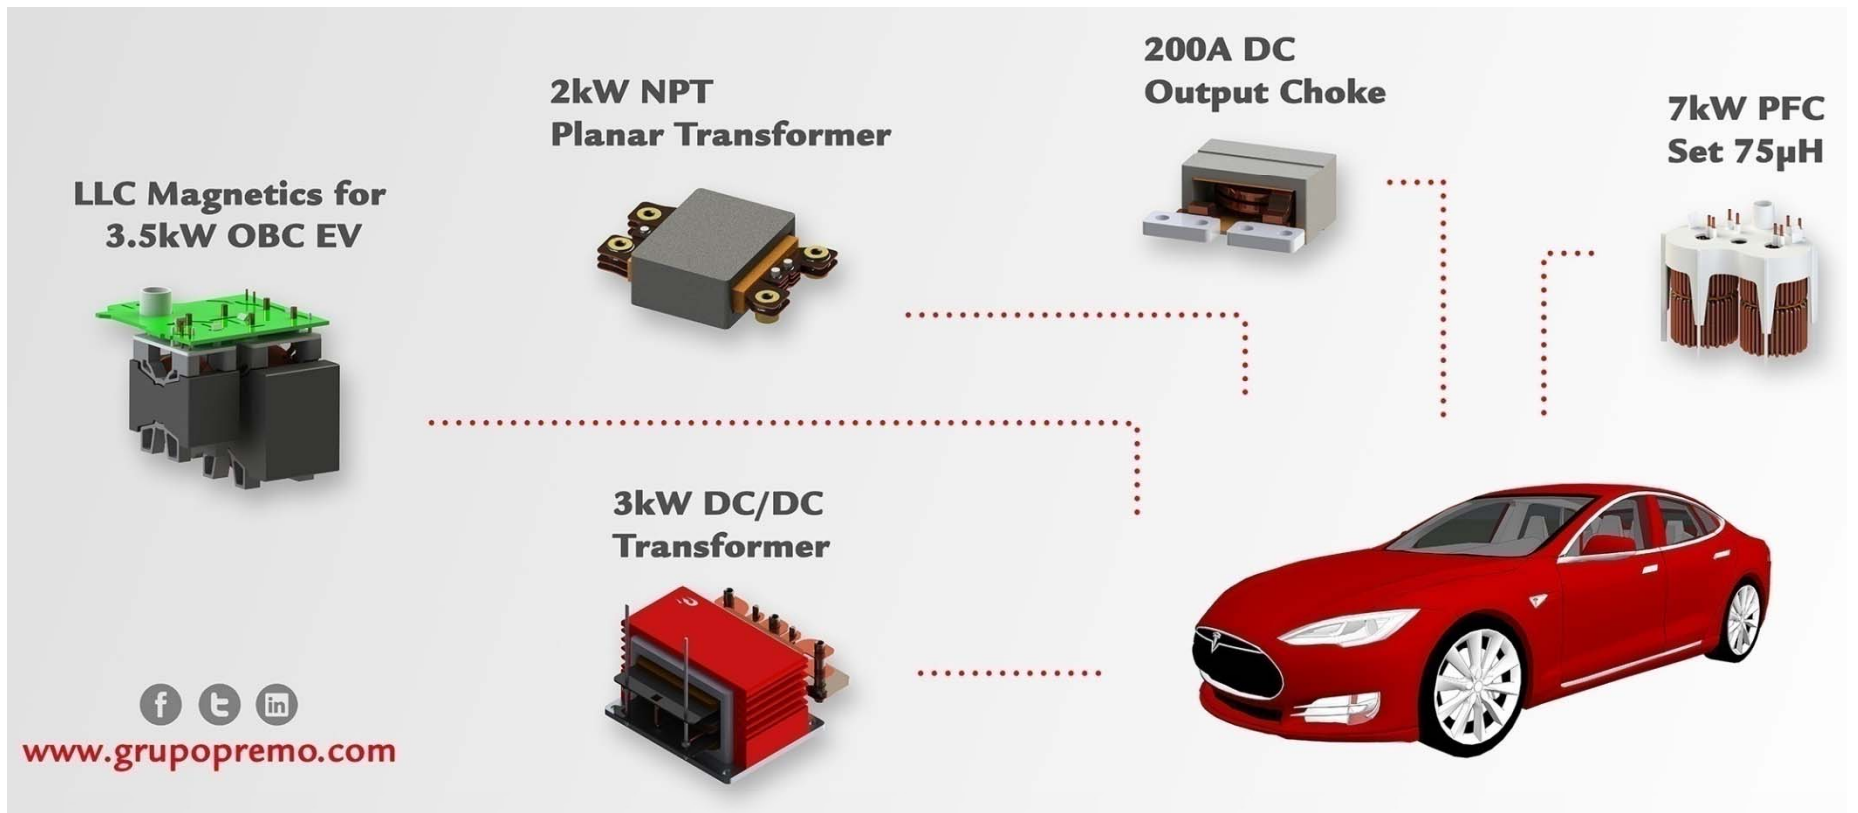 200A DC
Output Choke
2kW NPT
Planar Transformer
7kW PFC
Set 75µH
LLC Magnetics for
3.5kW OBC EV
3kW DC/DC
Transformer
f t in
www.grupopremo.com